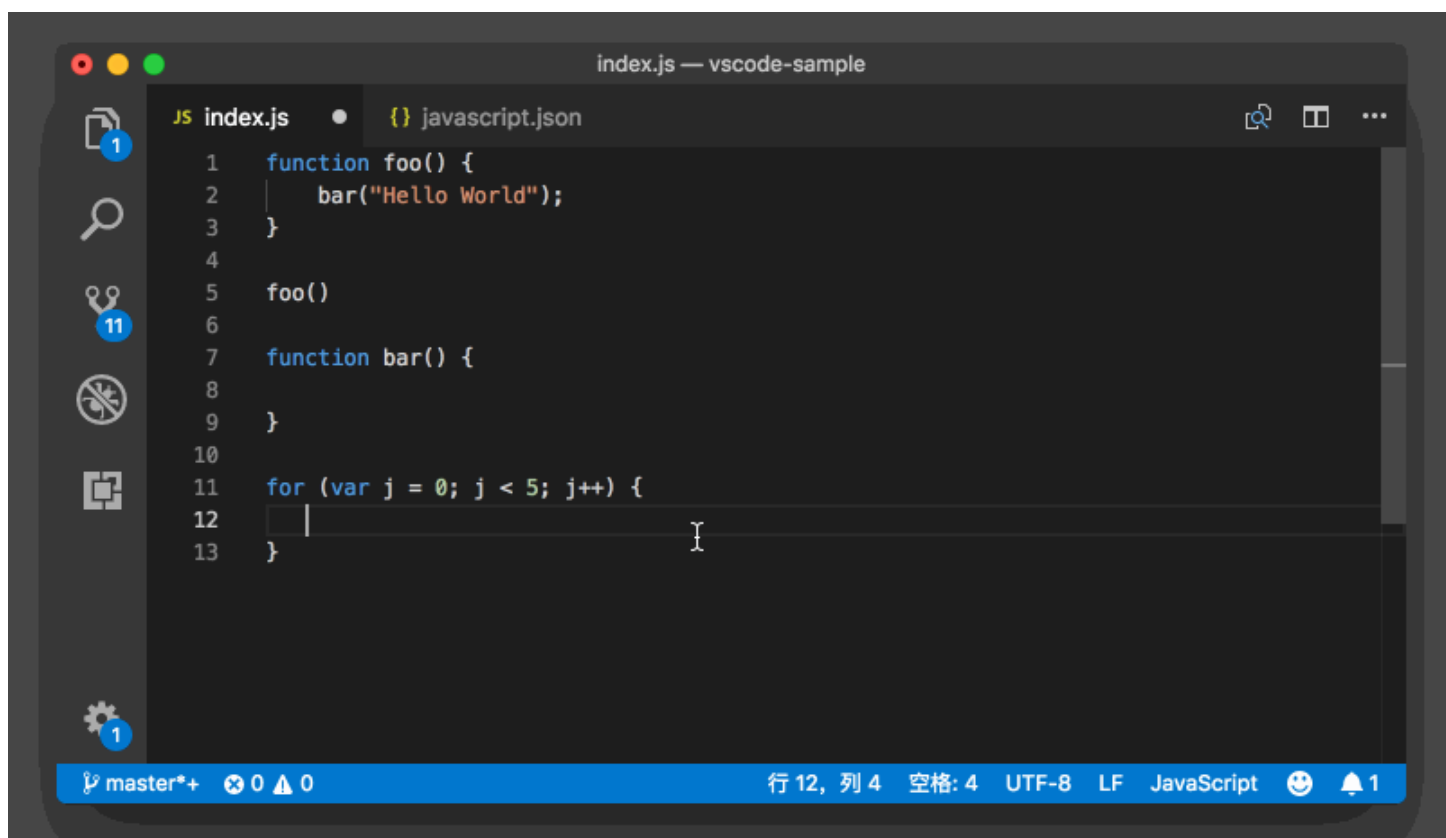 index.js — vscode-sample
JS index.js {} javascript.json
1
1 function foo() {
2     bar("Hello World");
3 }
4
5 foo()
11
6
7 function bar() {
8
9 }
10
11 for (var j = 0; j < 5; j++) {
12
13 }
1
master*+ 0 0 行 12, 列 4 空格: 4 UTF-8 LF JavaScript 1